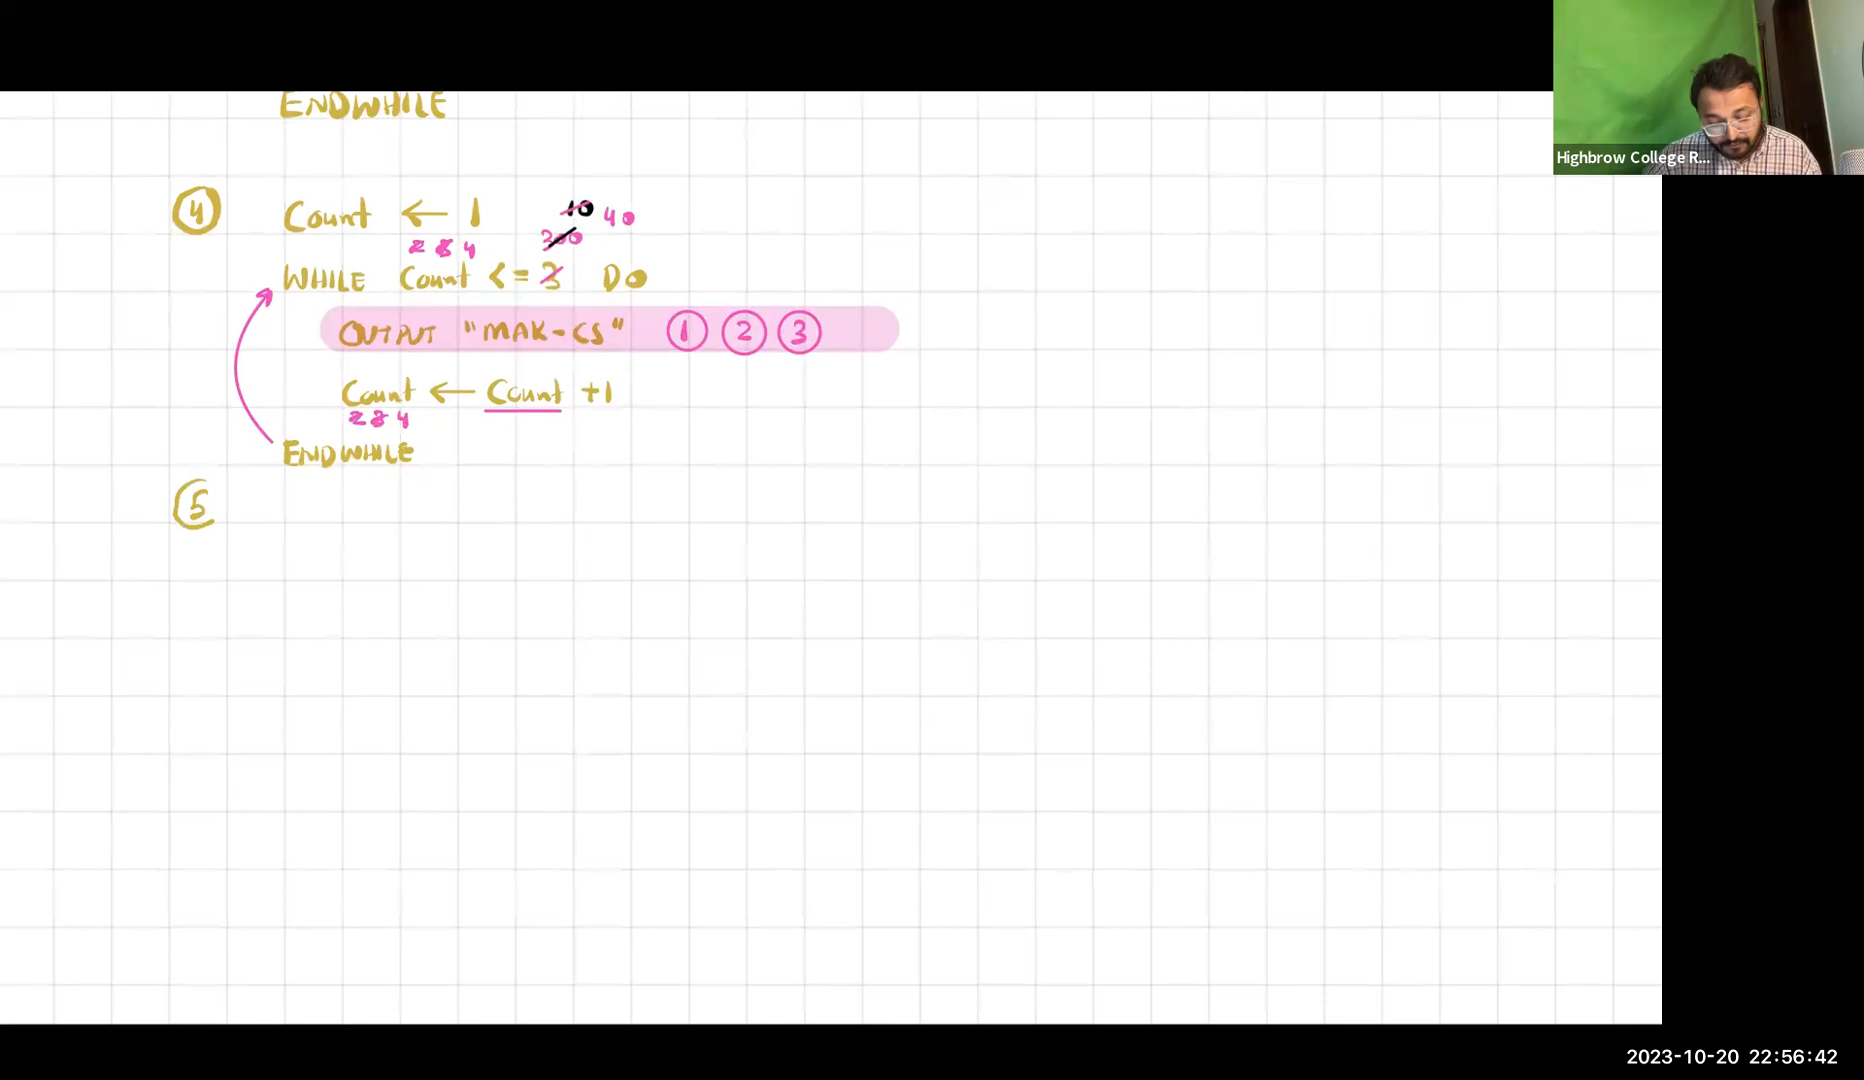 Highbrow College R...
ENDWHILE
4 Count ← 1 10 40
2 3 4 300
WHILE Count <= 3 DO
OUTPUT "MAK-CS" 1 2 3
Count ← Count +1
2 3 4
ENDWHILE
5
2023-10-20 22:56:42